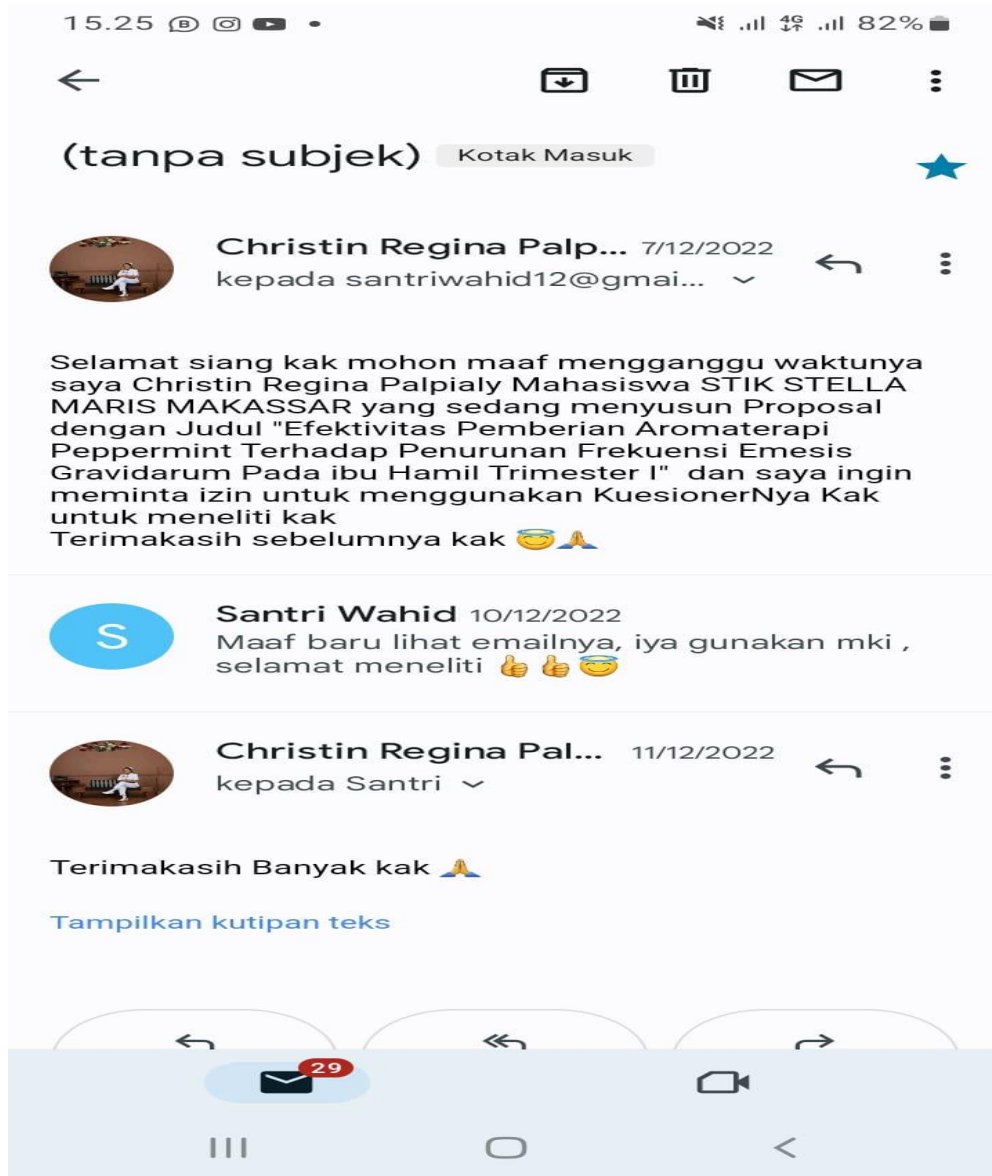 15.25 4G 82%
(tanpa subjek) Kotak Masuk
Christin Regina Palp... 7/12/2022
kepada santriwahid12@gmai...
Selamat siang kak mohon maaf mengganggu waktunya
saya Christin Regina Palpialy Mahasiswa STIK STELLA
MARIS MAKASSAR yang sedang menyusun Proposal
dengan Judul "Efektivitas Pemberian Aromaterapi
Peppermint Terhadap Penurunan Frekuensi Emesis
Gravidarum Pada ibu Hamil Trimester I" dan saya ingin
meminta izin untuk menggunakan KuesionerNya Kak
untuk meneliti kak
Terimakasih sebelumnya kak 😇🙏
S
Santri Wahid 10/12/2022
Maaf baru lihat emailnya, iya gunakan mki ,
selamat meneliti 👍👍😇
Christin Regina Pal... 11/12/2022
kepada Santri
Terimakasih Banyak kak 🙏
Tampilkan kutipan teks
29